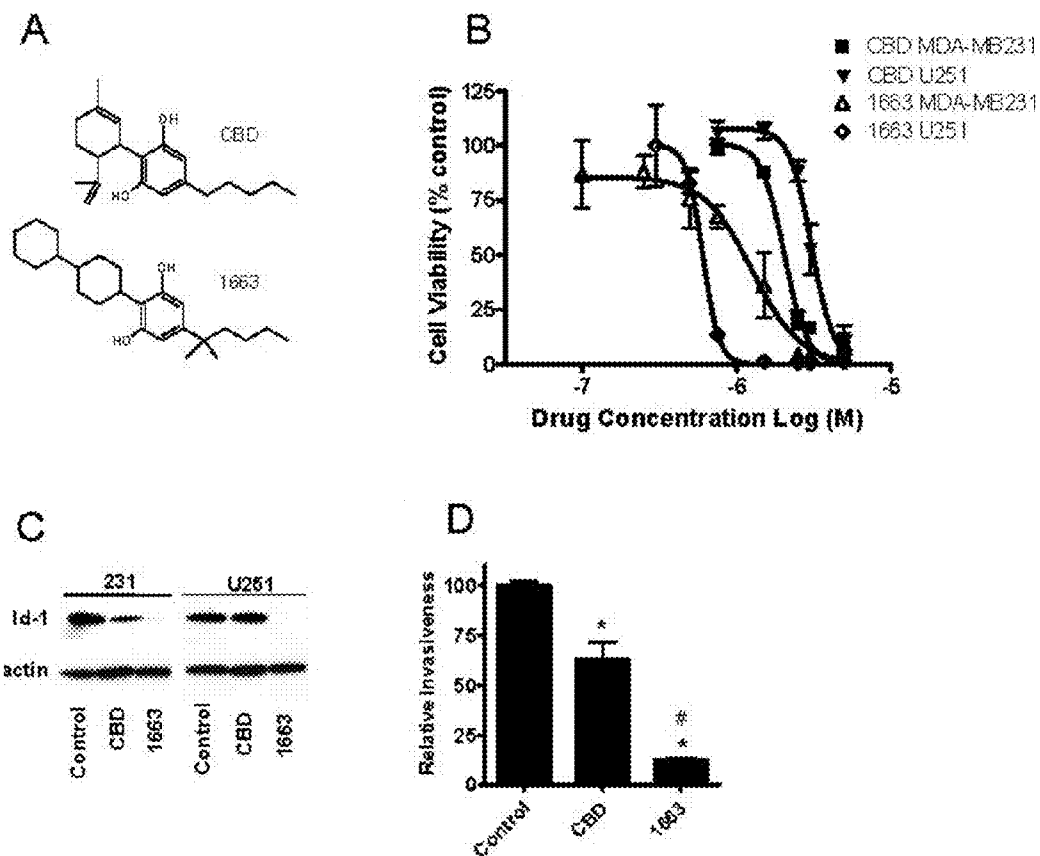 A
OH
CBD
OH
OH
1663
HO
B
CBD MDA-MB231
CBD U251
1663 MDA-MB231
1663 U251
Cell Viability (% control)
125
100
75
50
25
0
-7
-6
-5
Drug Concentration Log (M)
C
231
U251
Id-1
actin
Control
CBD
1663
Control
CBD
1663
D
Relative Invasiveness
100
75
50
25
0
*
#
*
Control
CBD
1663